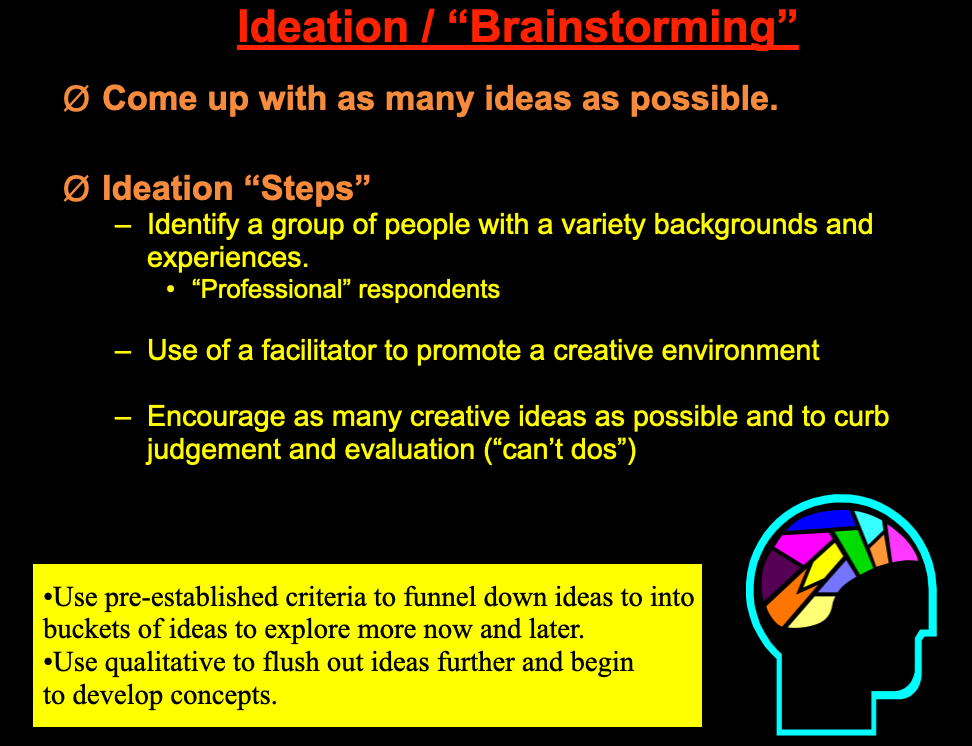 Ideation / “Brainstorming”
Ø Come up with as many ideas as possible.
Ø Ideation “Steps”
– Identify a group of people with a variety backgrounds and
experiences.
• “Professional” respondents
– Use of a facilitator to promote a creative environment
– Encourage as many creative ideas as possible and to curb
judgement and evaluation (“can’t dos”)
•Use pre-established criteria to funnel down ideas to into
buckets of ideas to explore more now and later.
•Use qualitative to flush out ideas further and begin
to develop concepts.